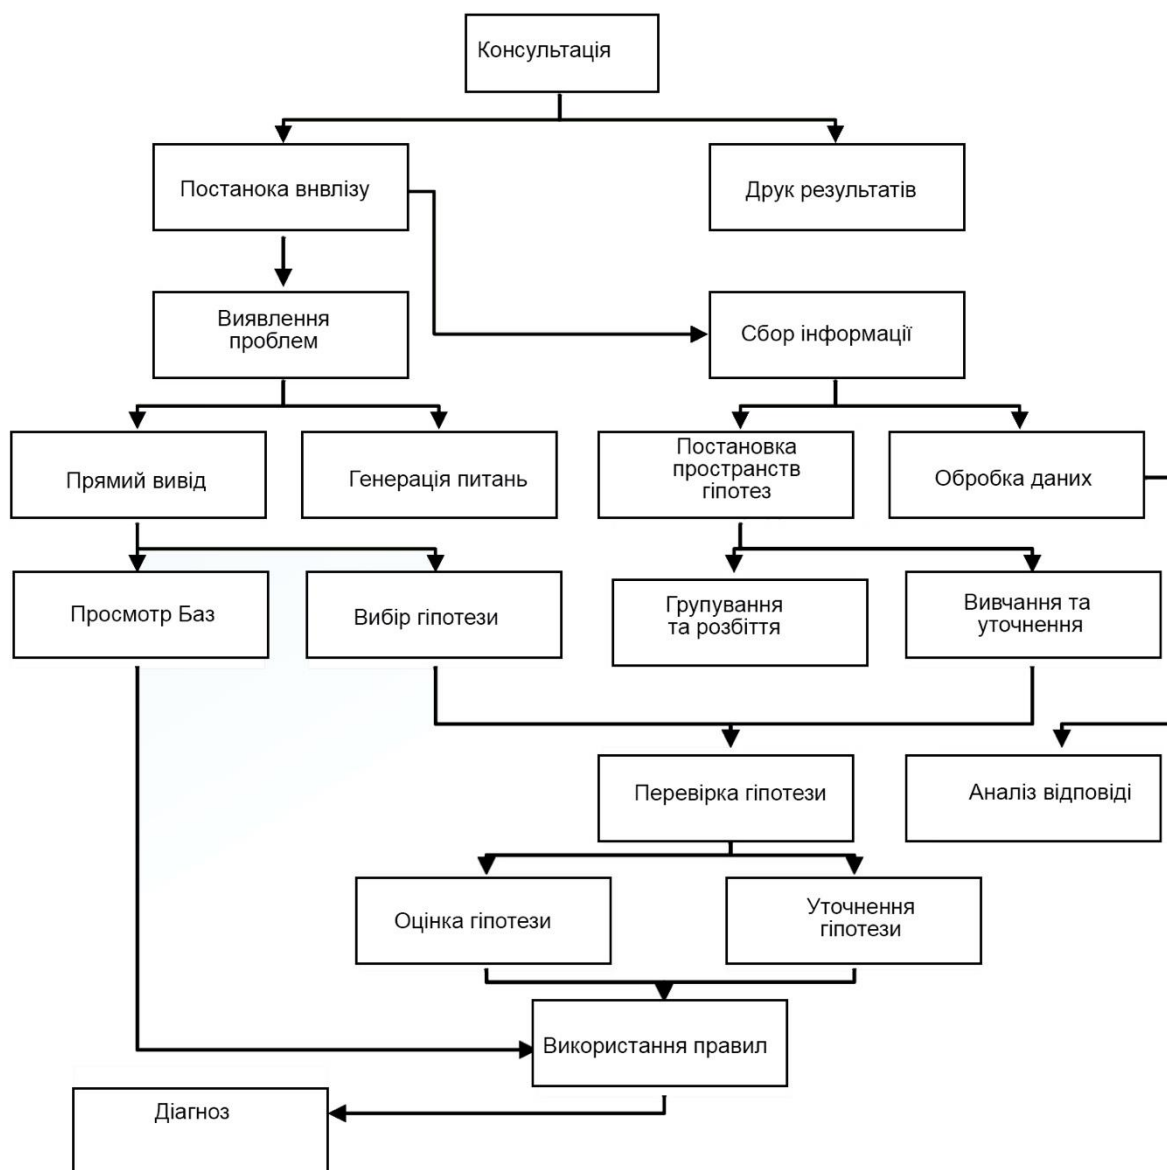 Консультація
Постанока внвлізу
Друк результатів
Виявлення
проблем
Сбор інформації
Прямий вивід
Генерація питань
Постановка
пространств
гіпотез
Обробка даних
Просмотр Баз
Вибір гіпотези
Групування
та розбіття
Вивчання та
уточнення
Перевірка гіпотези
Аналіз відповіді
Оцінка гіпотези
Уточнення
гіпотези
Використання правил
Діагноз